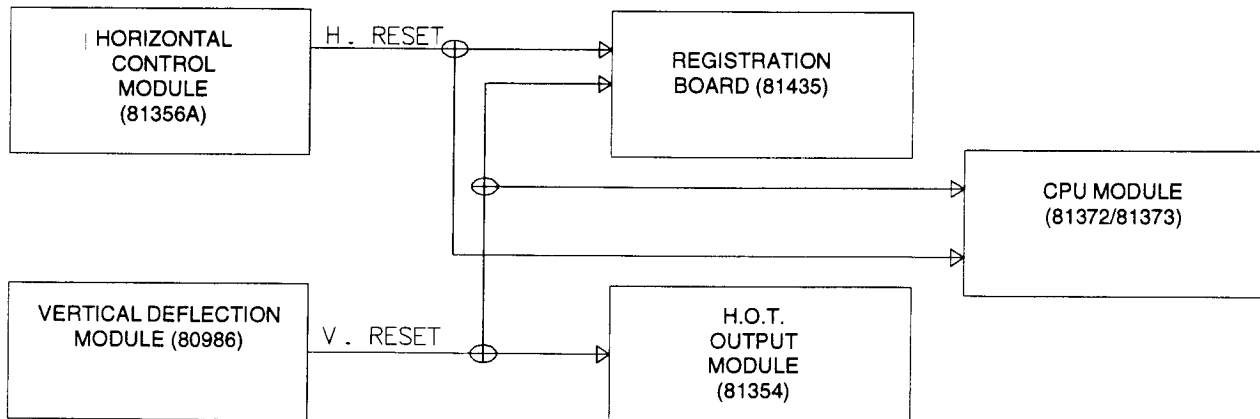 HORIZONTAL
CONTROL
MODULE
(81356A)
H. RESET
REGISTRATION
BOARD (81435)
CPU MODULE
(81372/81373)
VERTICAL DEFLECTION
MODULE (80986)
V. RESET
H.O.T.
OUTPUT
MODULE
(81354)